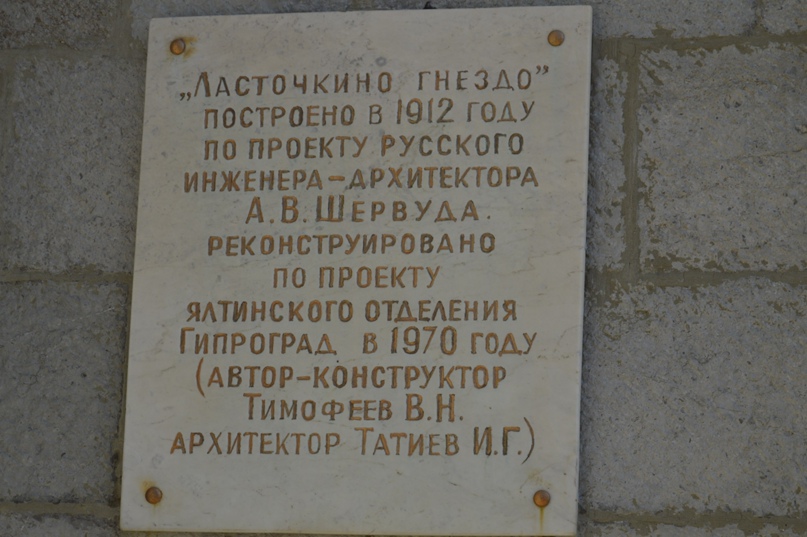 „Ласточкино гнездо”
построено в 1912 году
по проекту русского
инженера-архитектора
А.В. Шервуда.
реконструировано
по проекту
ялтинского отделения
Гипроград в 1970 году
(автор-конструктор
Тимофеев В.Н.
архитектор Татиев И.Г.)